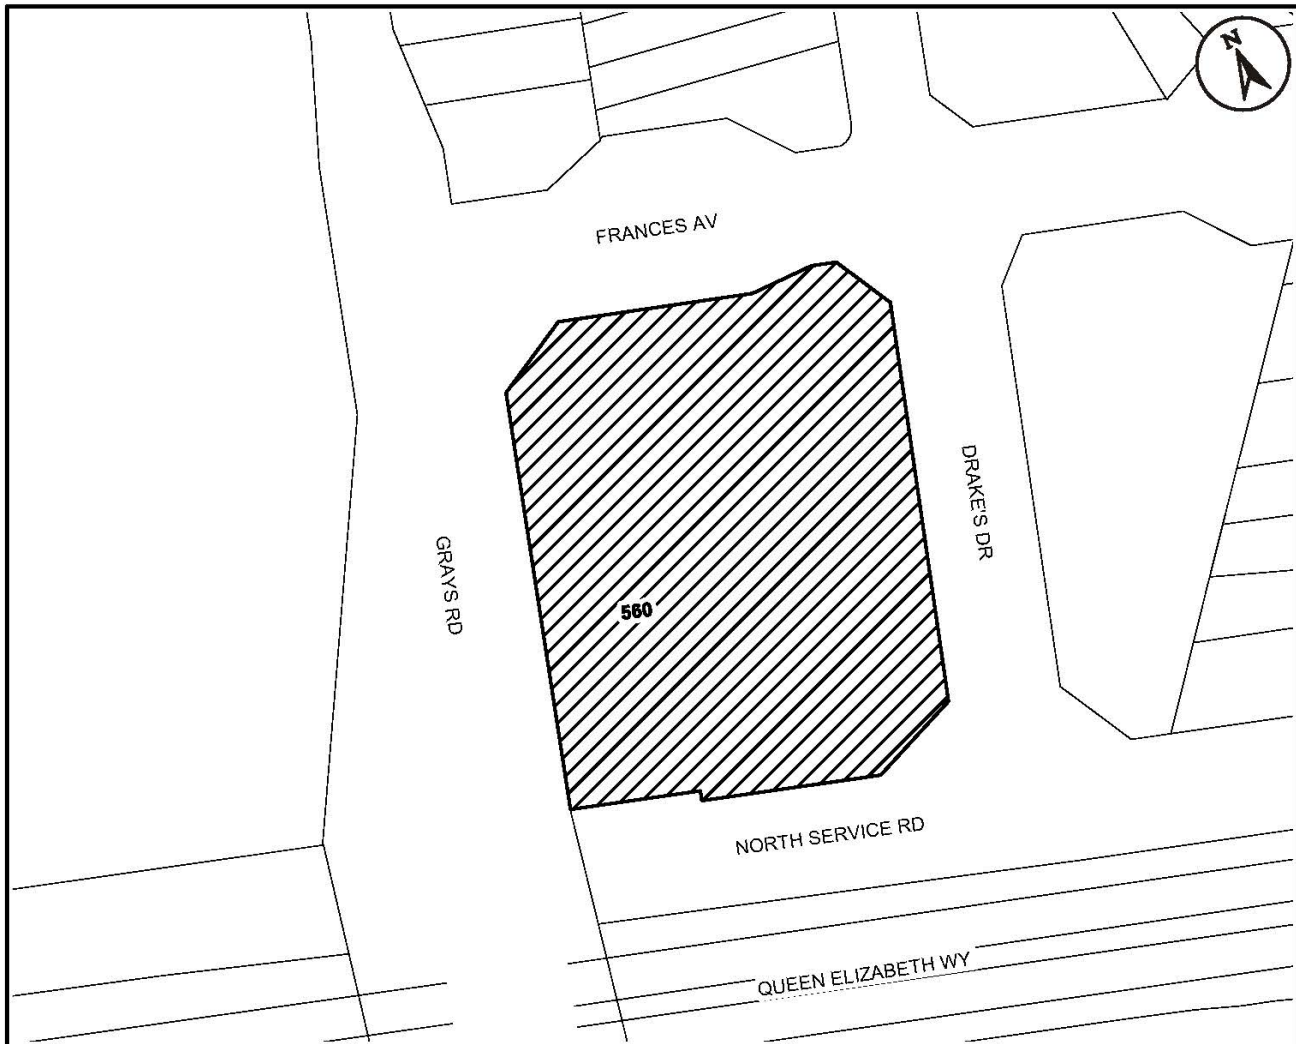 N
FRANCES AV
DRAKE'S DR
GRAYS RD
560
NORTH SERVICE RD
QUEEN ELIZABETH WY